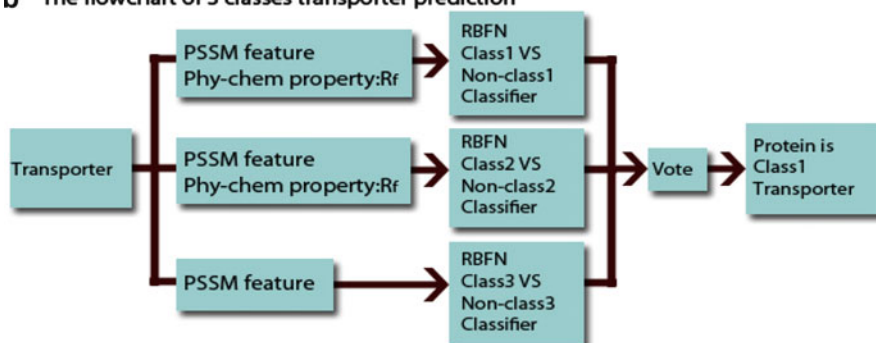 b The flowchart of 3 classes transporter prediction
PSSM feature
Phy-chem property:Rf
RBFN
Class1 VS
Non-class1
Classifier
Transporter
PSSM feature
Phy-chem property:Rf
RBFN
Class2 VS
Non-class2
Classifier
Vote
Protein is
Class1
Transporter
PSSM feature
RBFN
Class3 VS
Non-class3
Classifier